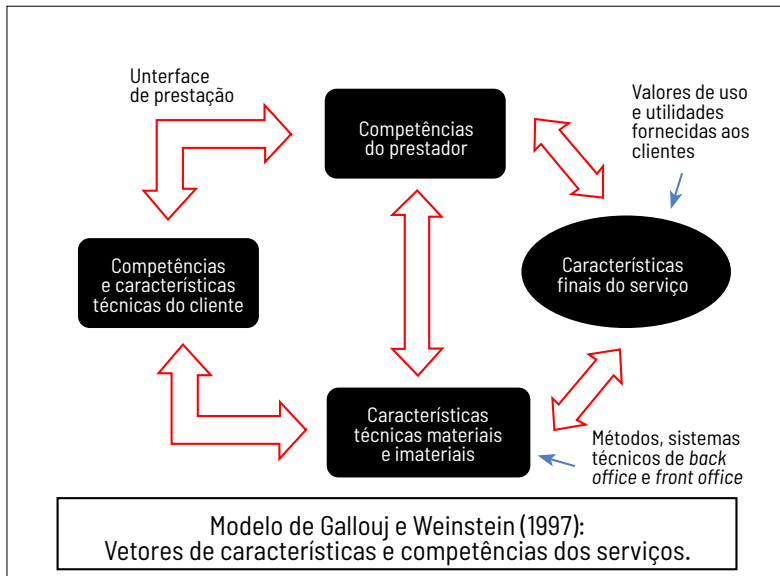 Unterface
de prestação
Competências
do prestador
Valores de uso
e utilidades
fornecidas aos
clientes
Competências
e características
técnicas do cliente
Características
finais do serviço
Características
técnicas materiais
e imateriais
Métodos, sistemas
técnicos de back
office e front office
Modelo de Gallouj e Weinstein (1997):
Vetores de características e competências dos serviços.